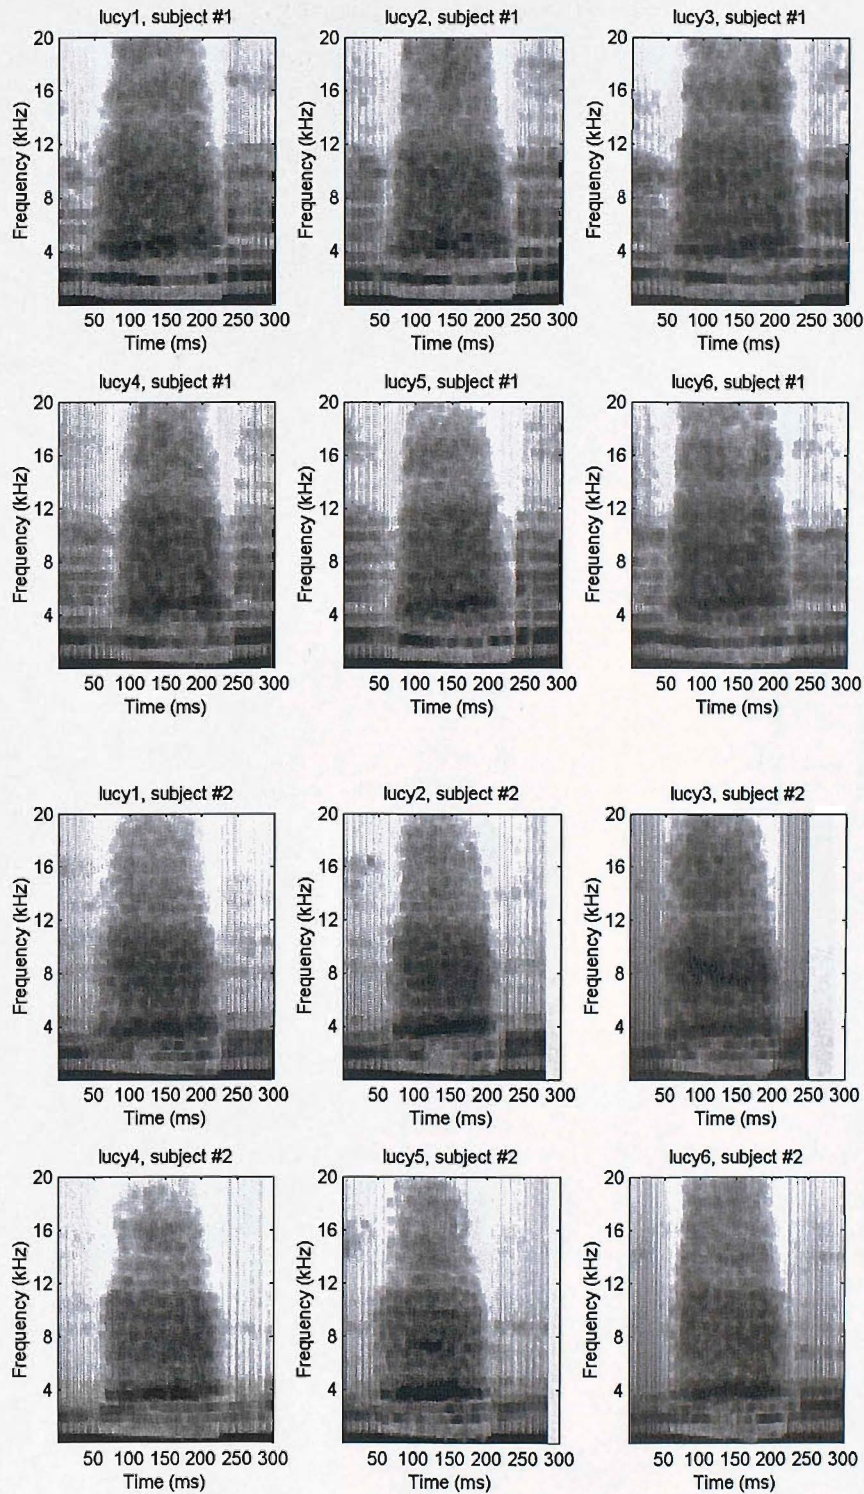 lucy1, subject #1 lucy2, subject #1 lucy3, subject #1
20 20 20
16 16 16
12 12 12
8 8 8
4 4 4
Frequency (kHz) Frequency (kHz) Frequency (kHz)
50 100 150 200 250 300 50 100 150 200 250 300 50 100 150 200 250 300
Time (ms) Time (ms) Time (ms)
lucy4, subject #1 lucy5, subject #1 lucy6, subject #1
20 20 20
16 16 16
12 12 12
8 8 8
4 4 4
Frequency (kHz) Frequency (kHz) Frequency (kHz)
50 100 150 200 250 300 50 100 150 200 250 300 50 100 150 200 250 300
Time (ms) Time (ms) Time (ms)
lucy1, subject #2 lucy2, subject #2 lucy3, subject #2
20 20 20
16 16 16
12 12 12
8 8 8
4 4 4
Frequency (kHz) Frequency (kHz) Frequency (kHz)
50 100 150 200 250 300 50 100 150 200 250 300 50 100 150 200 250 300
Time (ms) Time (ms) Time (ms)
lucy4, subject #2 lucy5, subject #2 lucy6, subject #2
20 20 20
16 16 16
12 12 12
8 8 8
4 4 4
Frequency (kHz) Frequency (kHz) Frequency (kHz)
50 100 150 200 250 300 50 100 150 200 250 300 50 100 150 200 250 300
Time (ms) Time (ms) Time (ms)